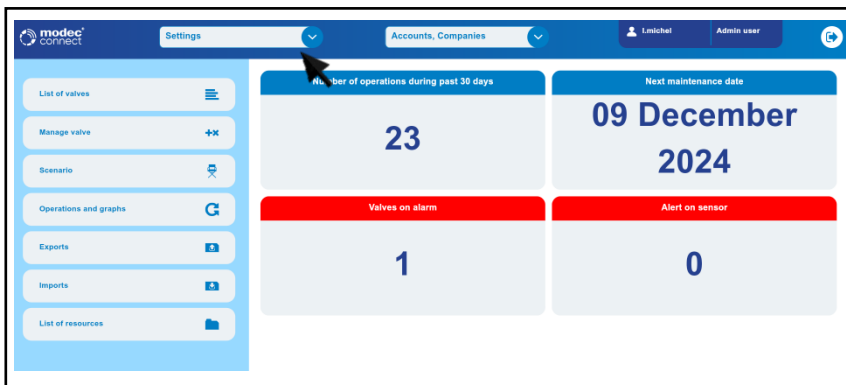 modec
connect
Settings
Accounts, Companies
l.michel
Admin user
List of valves
Manage valve
Scenario
Operations and graphs
Exports
Imports
List of resources
Number of operations during past 30 days
23
Next maintenance date
09 December
2024
Valves on alarm
1
Alert on sensor
0